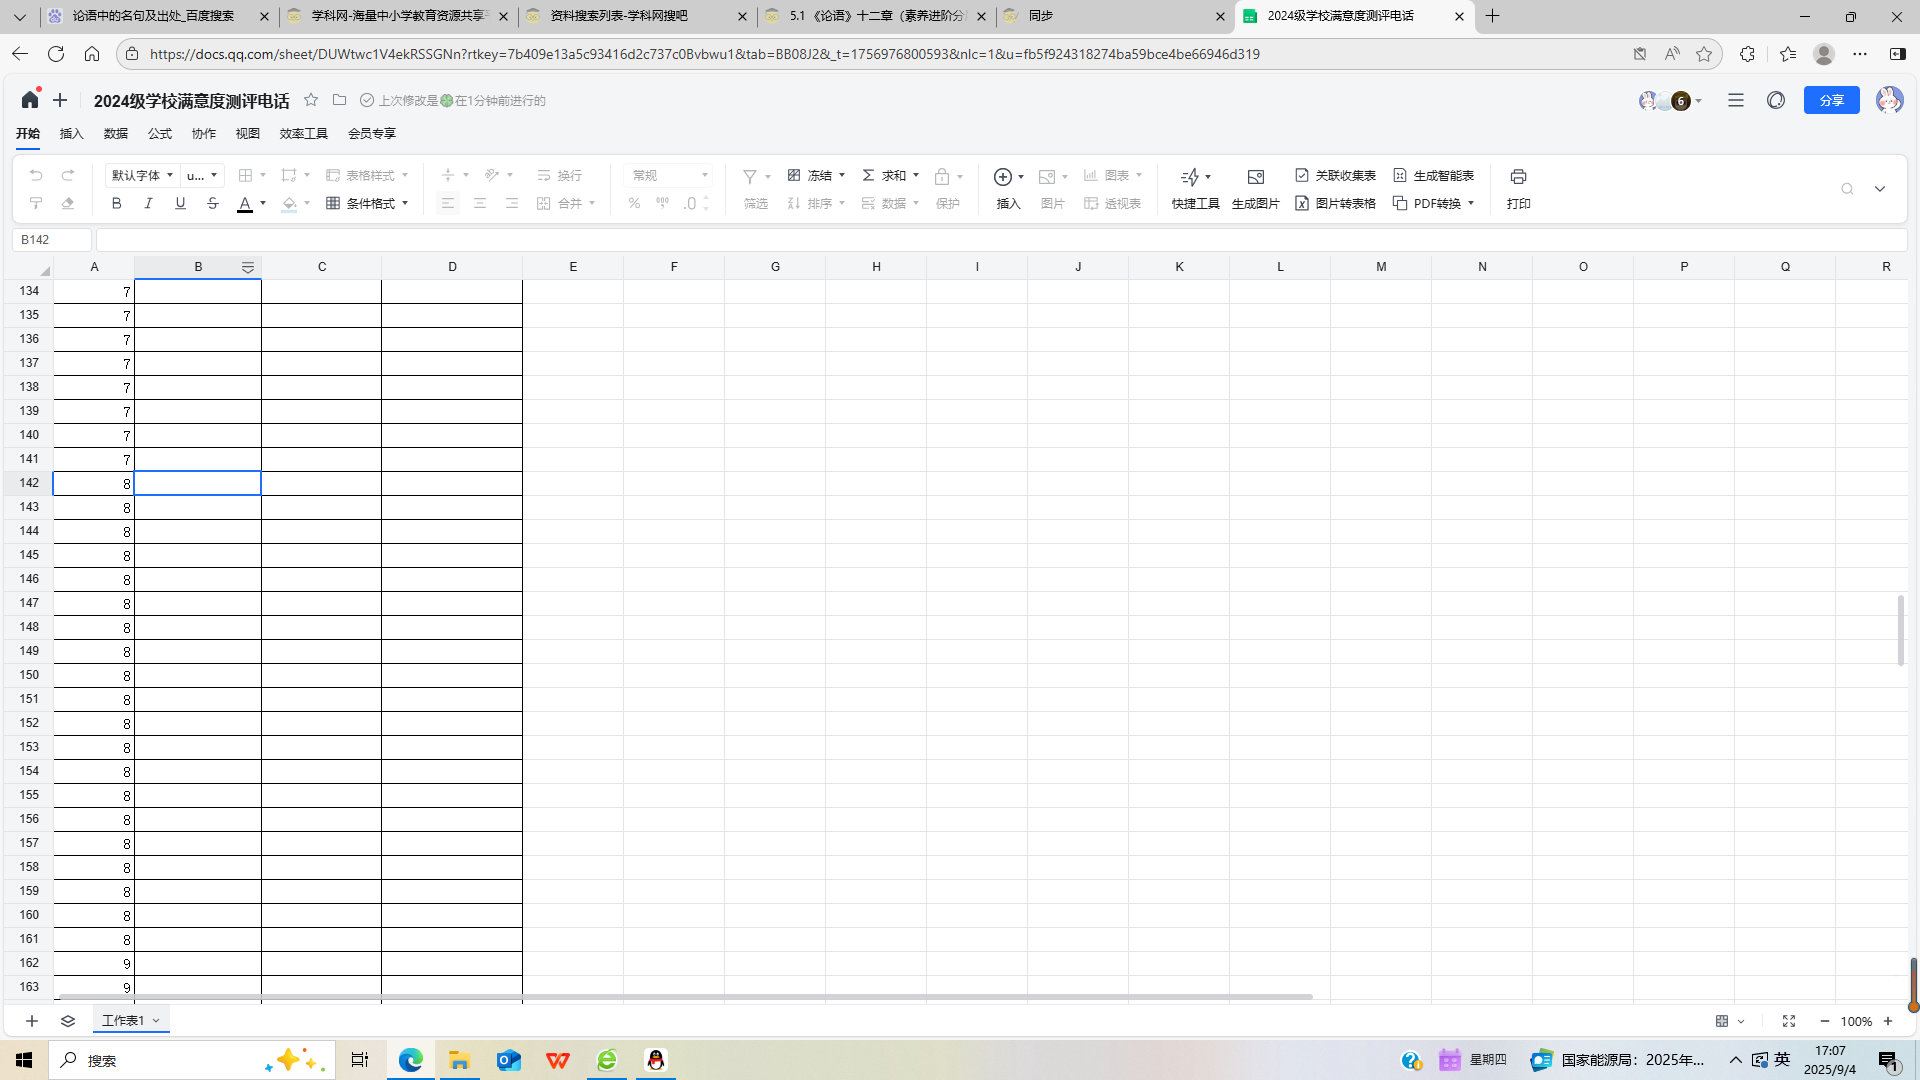 论语中的名句及出处_百度搜索
学科网-海量中小学教育资源共享
资料搜索列表-学科网搜吧
5.1 《论语》十二章（素养进阶分
同步
2024级学校满意度测评电话
https://docs.qq.com/sheet/DUWtwc1V4ekRSSGNn?rtkey=7b409e13a5c93416d2c737c0Bvbwu1&tab=BB08J2&_t=1756976800593&nlc=1&u=fb5f924318274ba59bce4be66946d319
2024级学校满意度测评电话
上次修改是 在1分钟前进行的
6
分享
开始 插入 数据 公式 协作 视图 效率工具 会员专享
默认字体 u... 表格样式 换行 常规 冻结 求和 图表 关联收集表 生成智能表
B I U S A 条件格式 合并 % .0 筛选 排序 数据 保护 插入 图片 透视表 快捷工具 生成图片 图片转表格 PDF转换 打印
B142
A B C D E F G H I J K L M N O P Q R
134 7
135 7
136 7
137 7
138 7
139 7
140 7
141 7
142 8
143 8
144 8
145 8
146 8
147 8
148 8
149 8
150 8
151 8
152 8
153 8
154 8
155 8
156 8
157 8
158 8
159 8
160 8
161 8
162 9
163 9
工作表1
100%
搜索
星期四
国家能源局：2025年...
英
17:07
2025/9/4
1